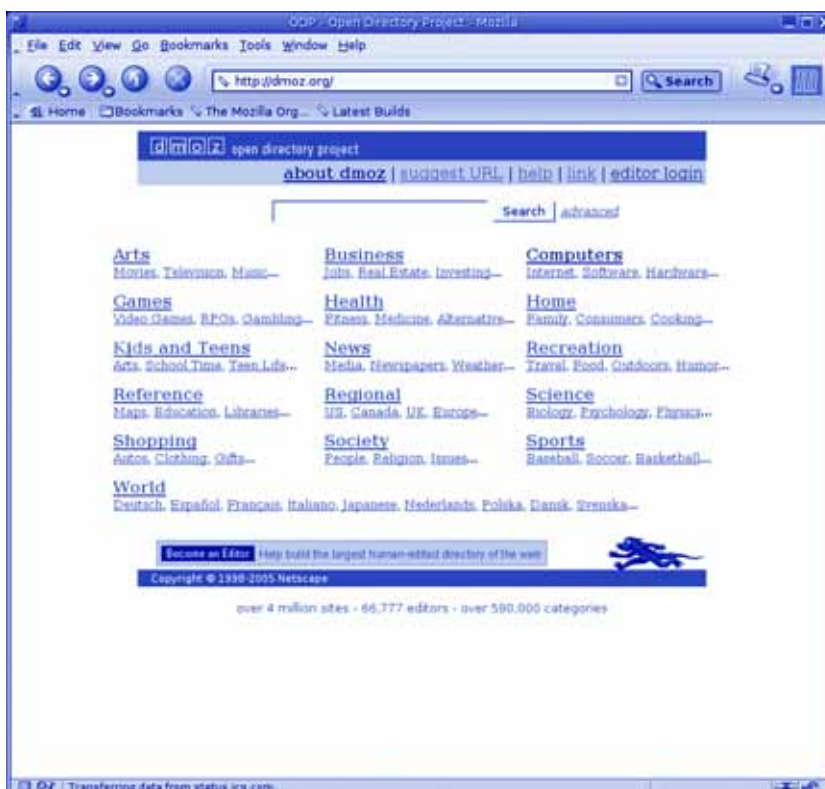 ODP - Open Directory Project - Mozilla
File Edit View Go Bookmarks Tools Window Help
http://dmoz.org/ Search
Home Bookmarks The Mozilla Org... Latest Builds
dmoz open directory project
about dmoz | suggest URL | help | link | editor login
Search advanced
Arts Business Computers
Movies, Television, Music... Jobs, Real Estate, Investing... Internet, Software, Hardware...
Games Health Home
Video Games, RPGs, Gambling... Fitness, Medicine, Alternative... Family, Consumers, Cooking...
Kids and Teens News Recreation
Arts, School Time, Teen Life... Media, Newspapers, Weather... Travel, Food, Outdoors, Humor...
Reference Regional Science
Maps, Education, Libraries... US, Canada, UK, Europe... Biology, Psychology, Physics...
Shopping Society Sports
Autos, Clothing, Gifts... People, Religion, Issues... Baseball, Soccer, Basketball...
World
Deutsch, Español, Français, Italiano, Japanese, Nederlands, Polska, Dansk, Svenska...
Become an Editor Help build the largest human-edited directory of the web
Copyright © 1998-2005 Netscape
over 4 million sites - 66,777 editors - over 590,000 categories
Transferring data from status.icq.com...